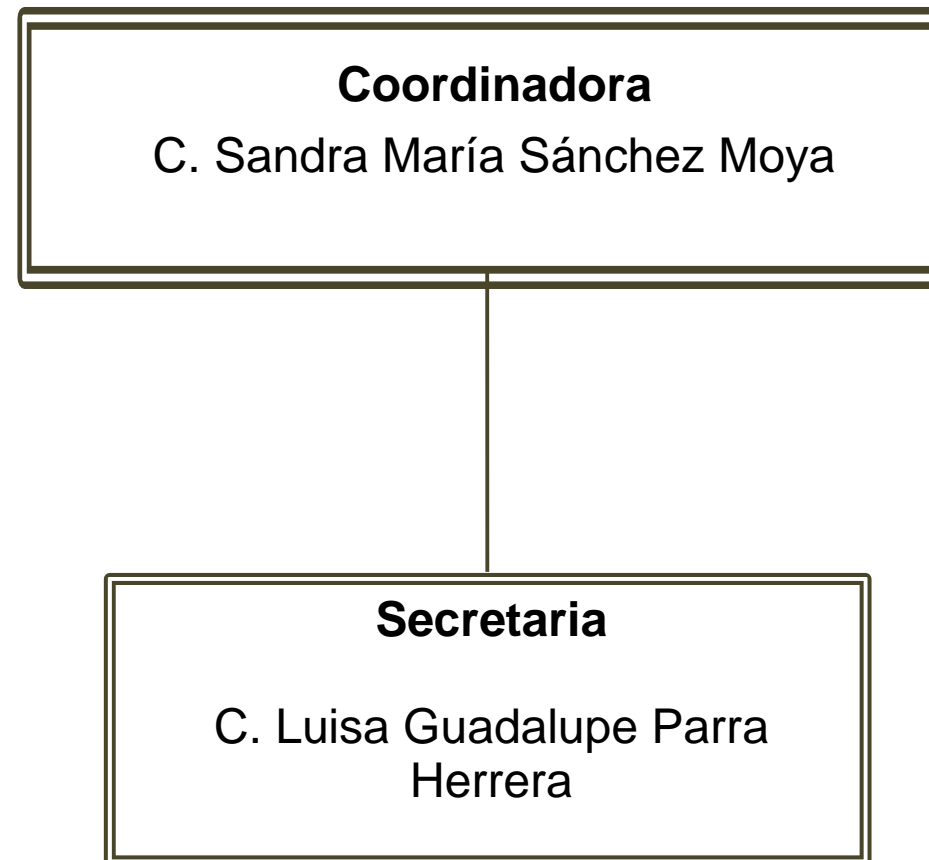 Coordinadora
C. Sandra María Sánchez Moya
Secretaria
C. Luisa Guadalupe Parra
Herrera